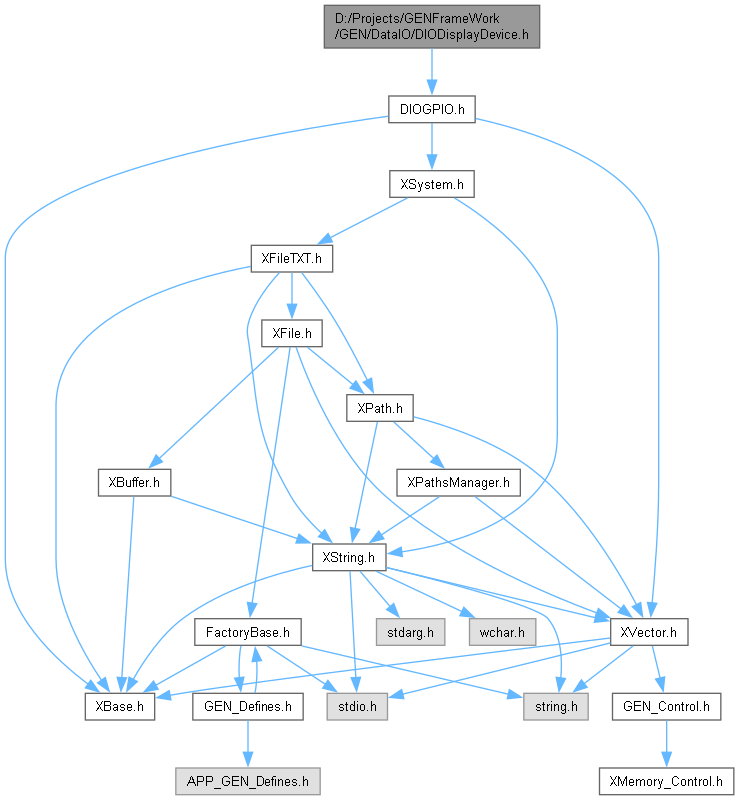 D:/Projects/GENFrameWork
/GEN/DataIO/DIODisplayDevice.h
DIOGPIO.h
XSystem.h
XFileTXT.h
XFile.h
XPath.h
XBuffer.h
XPathsManager.h
XString.h
FactoryBase.h
stdarg.h
wchar.h
XVector.h
XBase.h
GEN_Defines.h
stdio.h
string.h
GEN_Control.h
APP_GEN_Defines.h
XMemory_Control.h